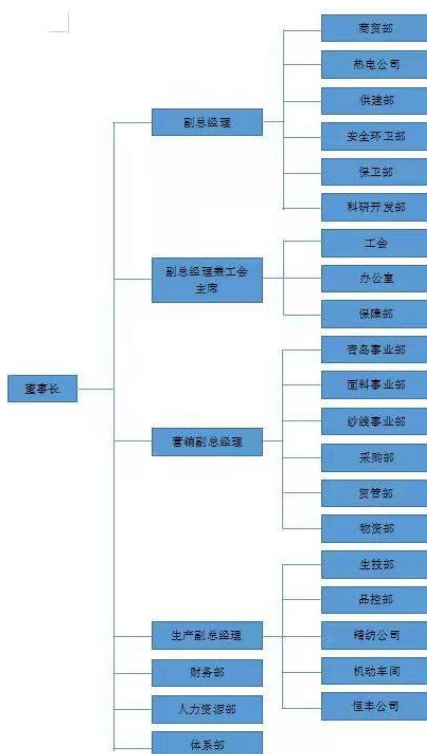 商贸部
热电公司
供建部
安全环卫部
保卫部
科研开发部
副总经理
工会
办公室
保障部
副总经理兼工会
主席
青岛事业部
面料事业部
纱线事业部
采购部
贸管部
物资部
营销副总经理
董事长
生技部
品控部
精纺公司
机动车间
恒丰公司
生产副总经理
财务部
人力资源部
体系部